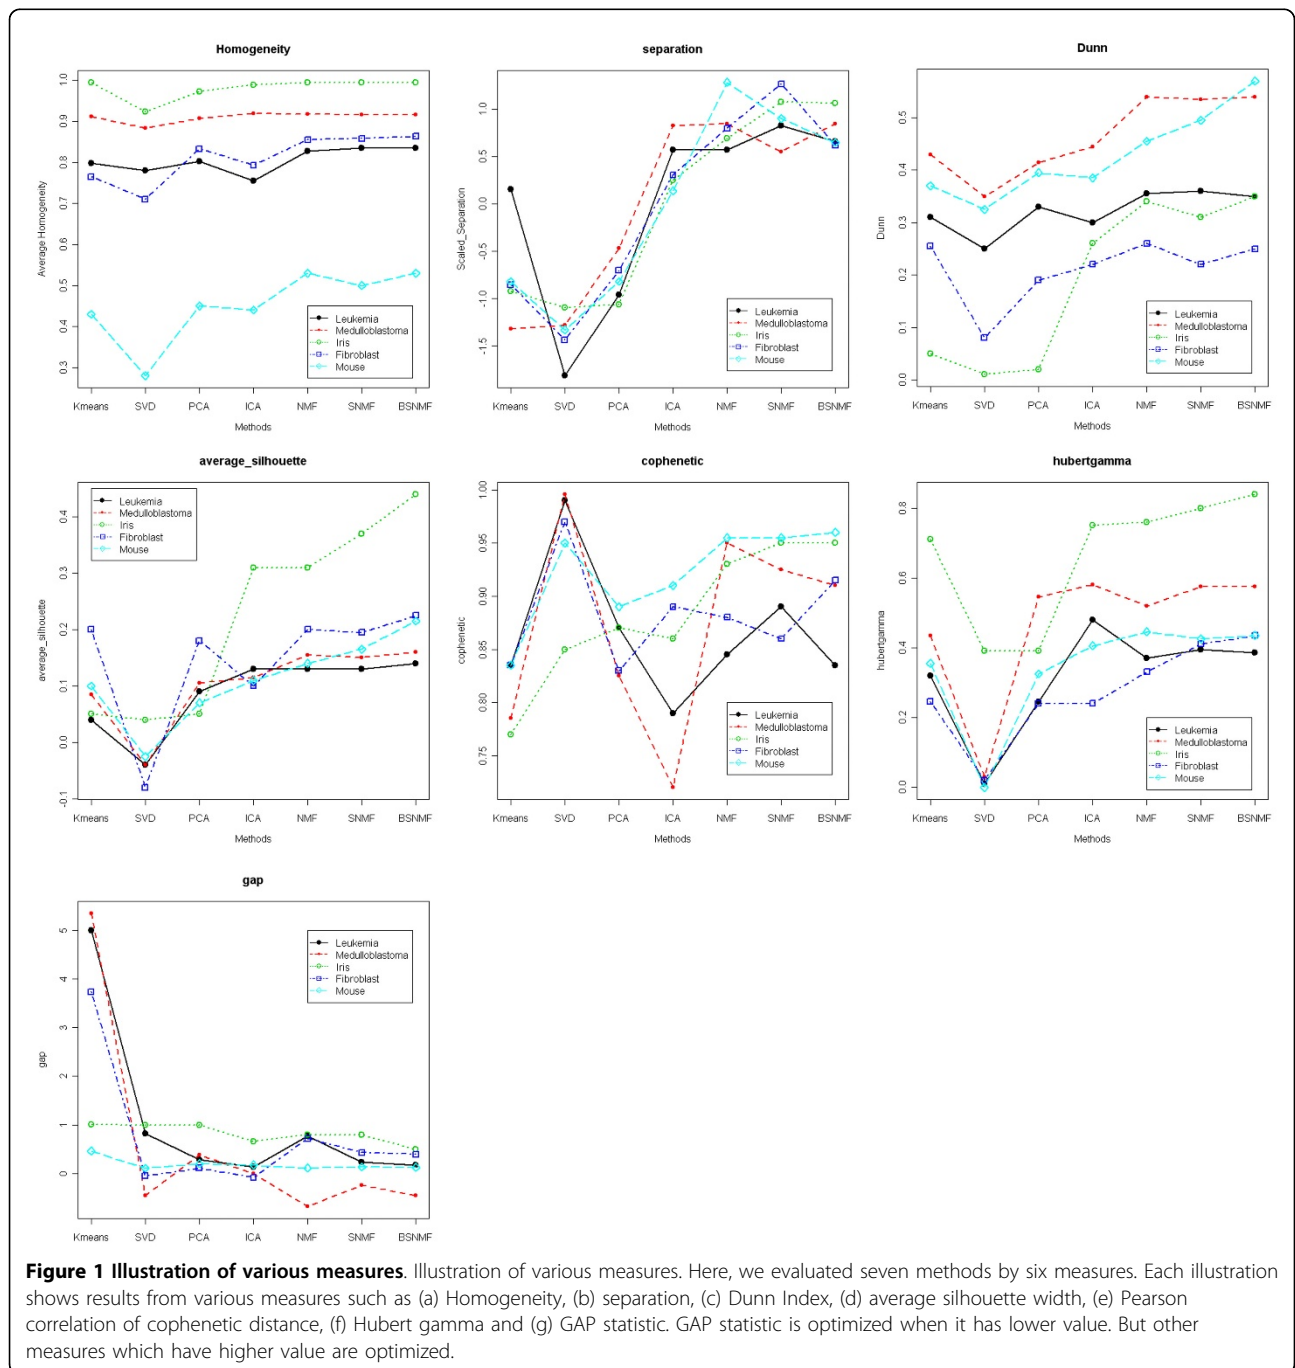 Homogeneity
Average Homogeneity
1.0
0.9
0.8
0.7
0.6
0.5
0.4
0.3
Leukemia
Medulloblastoma
Iris
Fibroblast
Mouse
Kmeans SVD PCA ICA NMF SNMF BSNMF
Methods
separation
Scaled_Separation
1.0
0.5
0.0
-0.5
-1.0
-1.5
Leukemia
Medulloblastoma
Iris
Fibroblast
Mouse
Kmeans SVD PCA ICA NMF SNMF BSNMF
Methods
Dunn
Dunn
0.5
0.4
0.3
0.2
0.1
0.0
Leukemia
Medulloblastoma
Iris
Fibroblast
Mouse
Kmeans SVD PCA ICA NMF SNMF BSNMF
Methods
average_silhouette
average_silhouette
0.4
0.3
0.2
0.1
0.0
-0.1
Leukemia
Medulloblastoma
Iris
Fibroblast
Mouse
Kmeans SVD PCA ICA NMF SNMF BSNMF
Methods
cophenetic
cophenetic
1.00
0.95
0.90
0.85
0.80
0.75
Leukemia
Medulloblastoma
Iris
Fibroblast
Mouse
Kmeans SVD PCA ICA NMF SNMF BSNMF
Methods
hubertgamma
hubertgamma
0.8
0.6
0.4
0.2
0.0
Leukemia
Medulloblastoma
Iris
Fibroblast
Mouse
Kmeans SVD PCA ICA NMF SNMF BSNMF
Methods
gap
gap
5
4
3
2
1
0
Leukemia
Medulloblastoma
Iris
Fibroblast
Mouse
Kmeans SVD PCA ICA NMF SNMF BSNMF
Methods
Figure 1 Illustration of various measures. Illustration of various measures. Here, we evaluated seven methods by six measures. Each illustration
shows results from various measures such as (a) Homogeneity, (b) separation, (c) Dunn Index, (d) average silhouette width, (e) Pearson
correlation of cophenetic distance, (f) Hubert gamma and (g) GAP statistic. GAP statistic is optimized when it has lower value. But other
measures which have higher value are optimized.